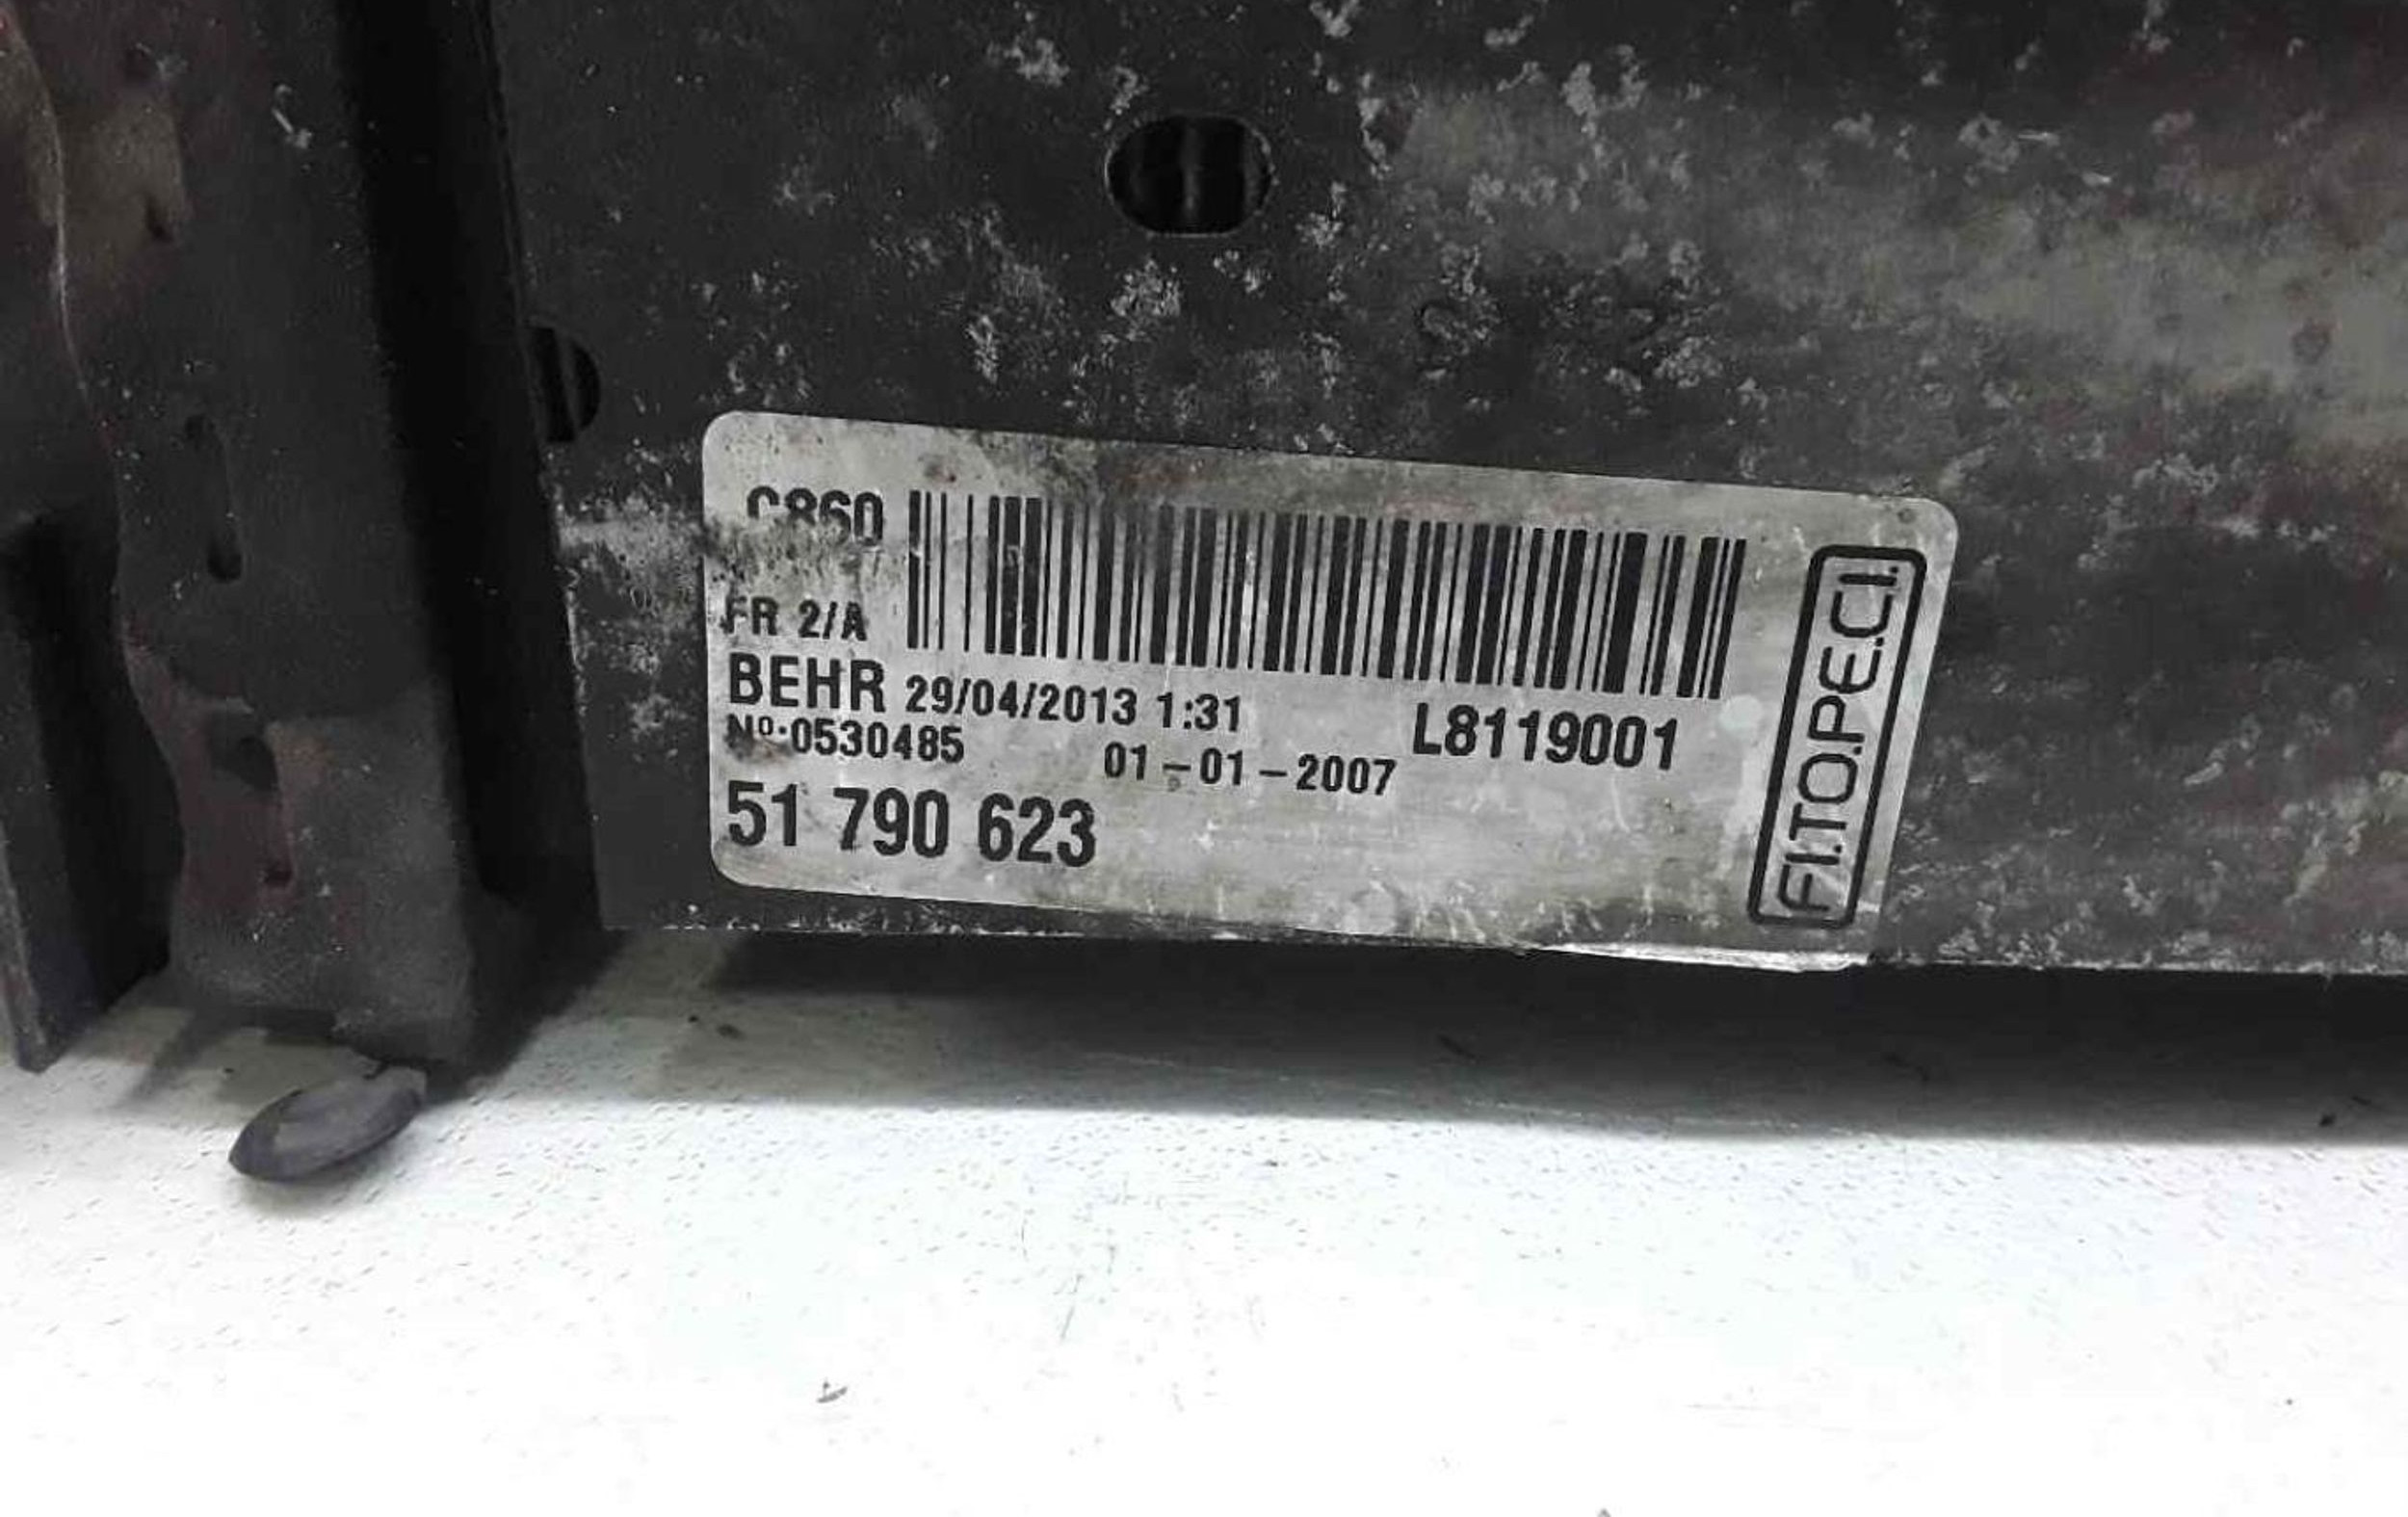 C860
FR 2/A
BEHR 29/04/2013 1:31
L8119001
Nº:0530485
01-01-2007
51 790 623
FI.TO.PE.C.I.